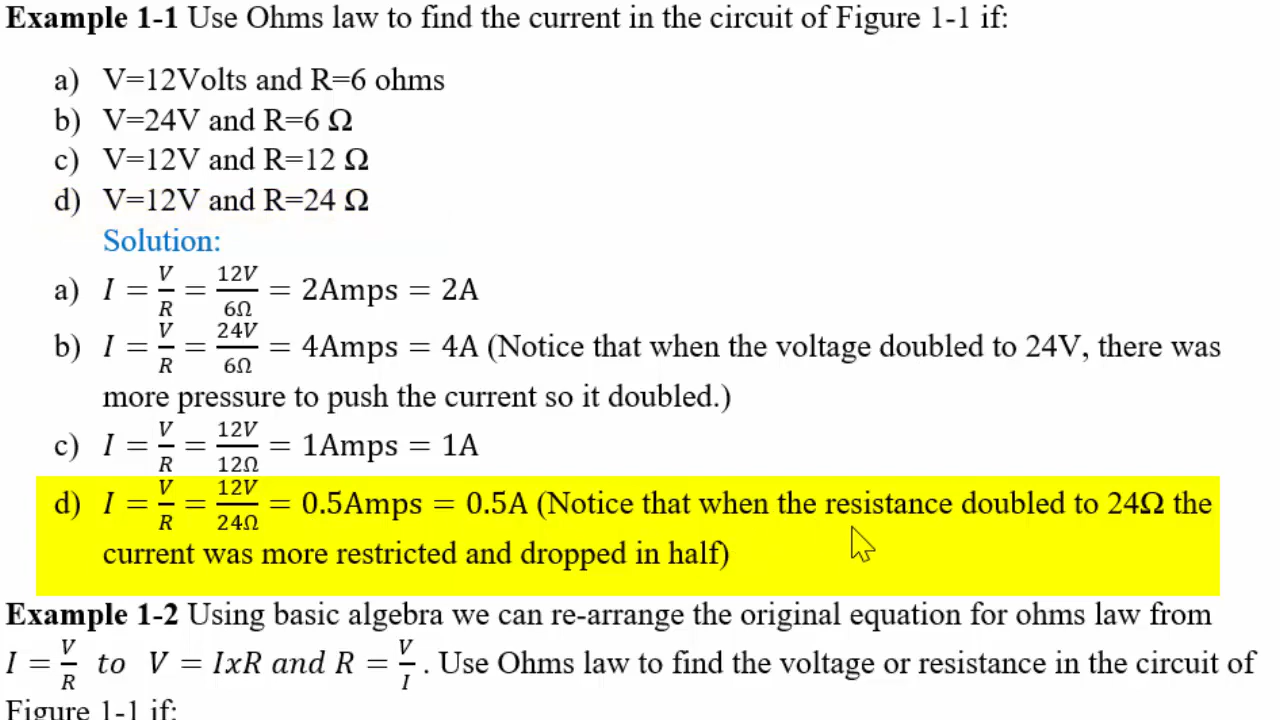 Example 1-1 Use Ohms law to find the current in the circuit of Figure 1-1 if:
a) V=12Volts and R=6 ohms
b) V=24V and R=6 Ω
c) V=12V and R=12 Ω
d) V=12V and R=24 Ω
Solution:
a) I = V/R = 12V/6Ω = 2Amps = 2A
b) I = V/R = 24V/6Ω = 4Amps = 4A (Notice that when the voltage doubled to 24V, there was
more pressure to push the current so it doubled.)
c) I = V/R = 12V/12Ω = 1Amps = 1A
d) I = V/R = 12V/24Ω = 0.5Amps = 0.5A (Notice that when the resistance doubled to 24Ω the
current was more restricted and dropped in half)
Example 1-2 Using basic algebra we can re-arrange the original equation for ohms law from
I = V/R to V = IxR and R = V/I . Use Ohms law to find the voltage or resistance in the circuit of
Figure 1-1 if: